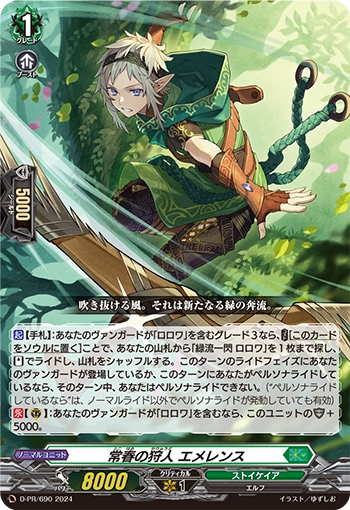 1
グレード
ブースト
シールド
5000
吹き抜ける風。それは新たなる緑の奔流。
起【手札】:あなたのヴァンガードが「ロロワ」を含むグレード3なら、[このカード
をソウルに置く]ことで、あなたの山札から「緑流一閃 ロロワ」を1枚まで探し、
(・)でライドし、山札をシャッフルする。このターンのライドフェイズにあなたの
ヴァンガードが登場しているか、このターンにあなたがペルソナライドしてい
るなら、そのターン中、あなたはペルソナライドできない。(“ペルソナライド
しているなら”は、ノーマルライド以外でペルソナライドが発動していても有効)
永【(G)】:あなたのヴァンガードが「ロロワ」を含むなら、このユニットの+
5000。
ノーマルユニット
常春の狩人 エメレンス
パワー
8000
クリティカル
1
ストイケイア
エルフ
D-PR/690 2024
イラスト/ゆずしお